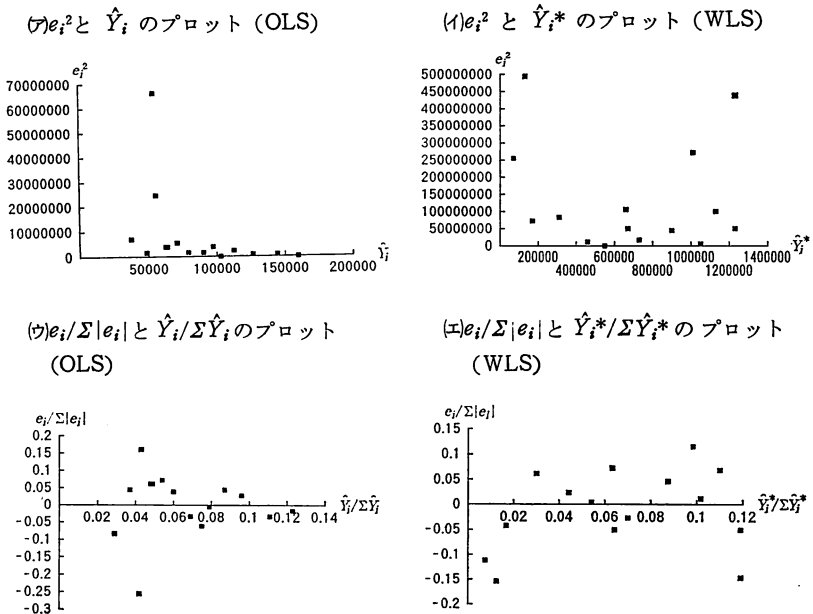 (ア)e_i²と Ŷ_i のプロット (OLS)
e_i²
70000000
60000000
50000000
40000000
30000000
20000000
10000000
0
50000 100000 150000 200000
Ŷ_i
(イ)e_i² と Ŷ_i* のプロット (WLS)
e_i²
500000000
450000000
400000000
350000000
300000000
250000000
200000000
150000000
100000000
50000000
0
200000 600000 1000000 1400000
400000 800000 1200000
Ŷ_i*
(ウ)e_i/Σ|e_i|と Ŷ_i/ΣŶ_i のプロット
(OLS)
e_i/Σ|e_i|
0.2
0.15
0.1
0.05
0
-0.05
-0.1
-0.15
-0.2
-0.25
-0.3
0.02 0.04 0.06 0.08 0.1 0.12 0.14
Ŷ_i/ΣŶ_i
(エ)e_i/Σ|e_i|と Ŷ_i*/ΣŶ_i*の プロット
(WLS)
e_i/Σ|e_i|
0.15
0.1
0.05
0
-0.05
-0.1
-0.15
-0.2
0.02 0.04 0.06 0.08 0.1 0.12
Ŷ_i*/ΣŶ_i*